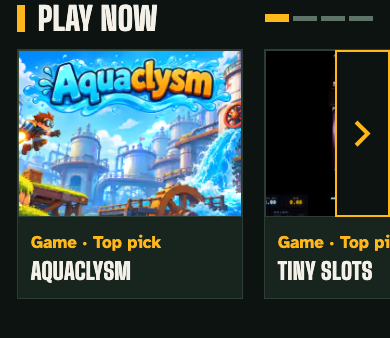 PLAY NOW
Aquaclysm
Game · Top pick
AQUACLYSM
Game · Top pi
TINY SLOTS